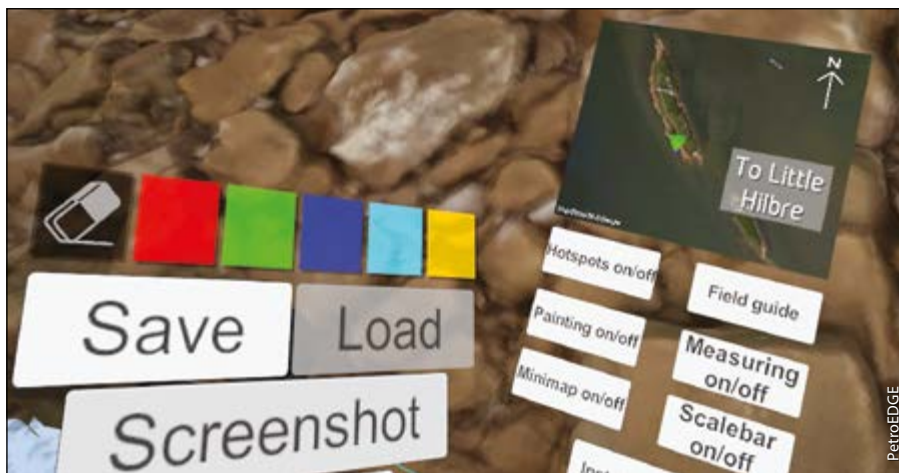 N
To Little
Hilbre
Hotspots on/off
Field guide
Painting on/off
Measuring
on/off
Minimap on/off
Scalebar
on/off
Save
Load
Screenshot
PetroEDGE